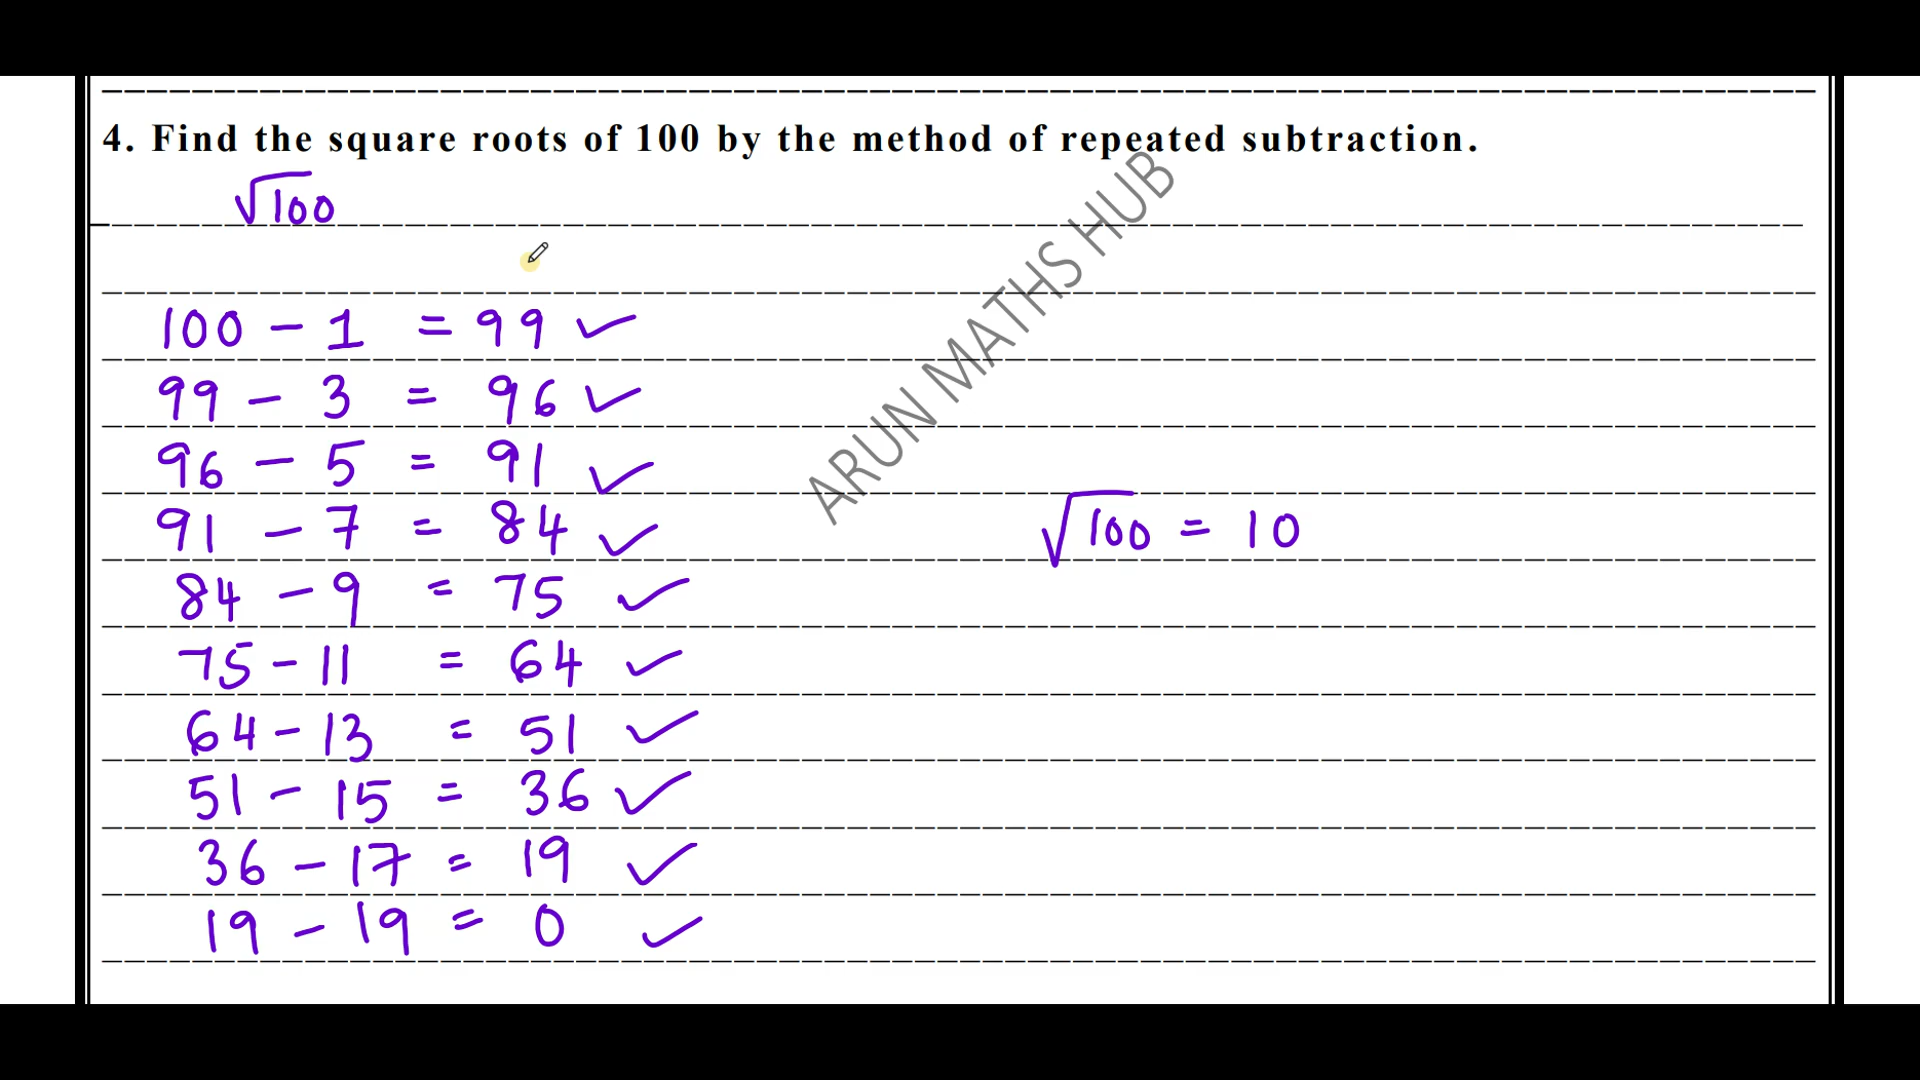 4. Find the square roots of 100 by the method of repeated subtraction.
√100
ARUN MATHS HUB
100 - 1 = 99 ✓
99 - 3 = 96 ✓
96 - 5 = 91 ✓
91 - 7 = 84 ✓
√100 = 10
84 - 9 = 75 ✓
75 - 11 = 64 ✓
64 - 13 = 51 ✓
51 - 15 = 36 ✓
36 - 17 = 19 ✓
19 - 19 = 0 ✓